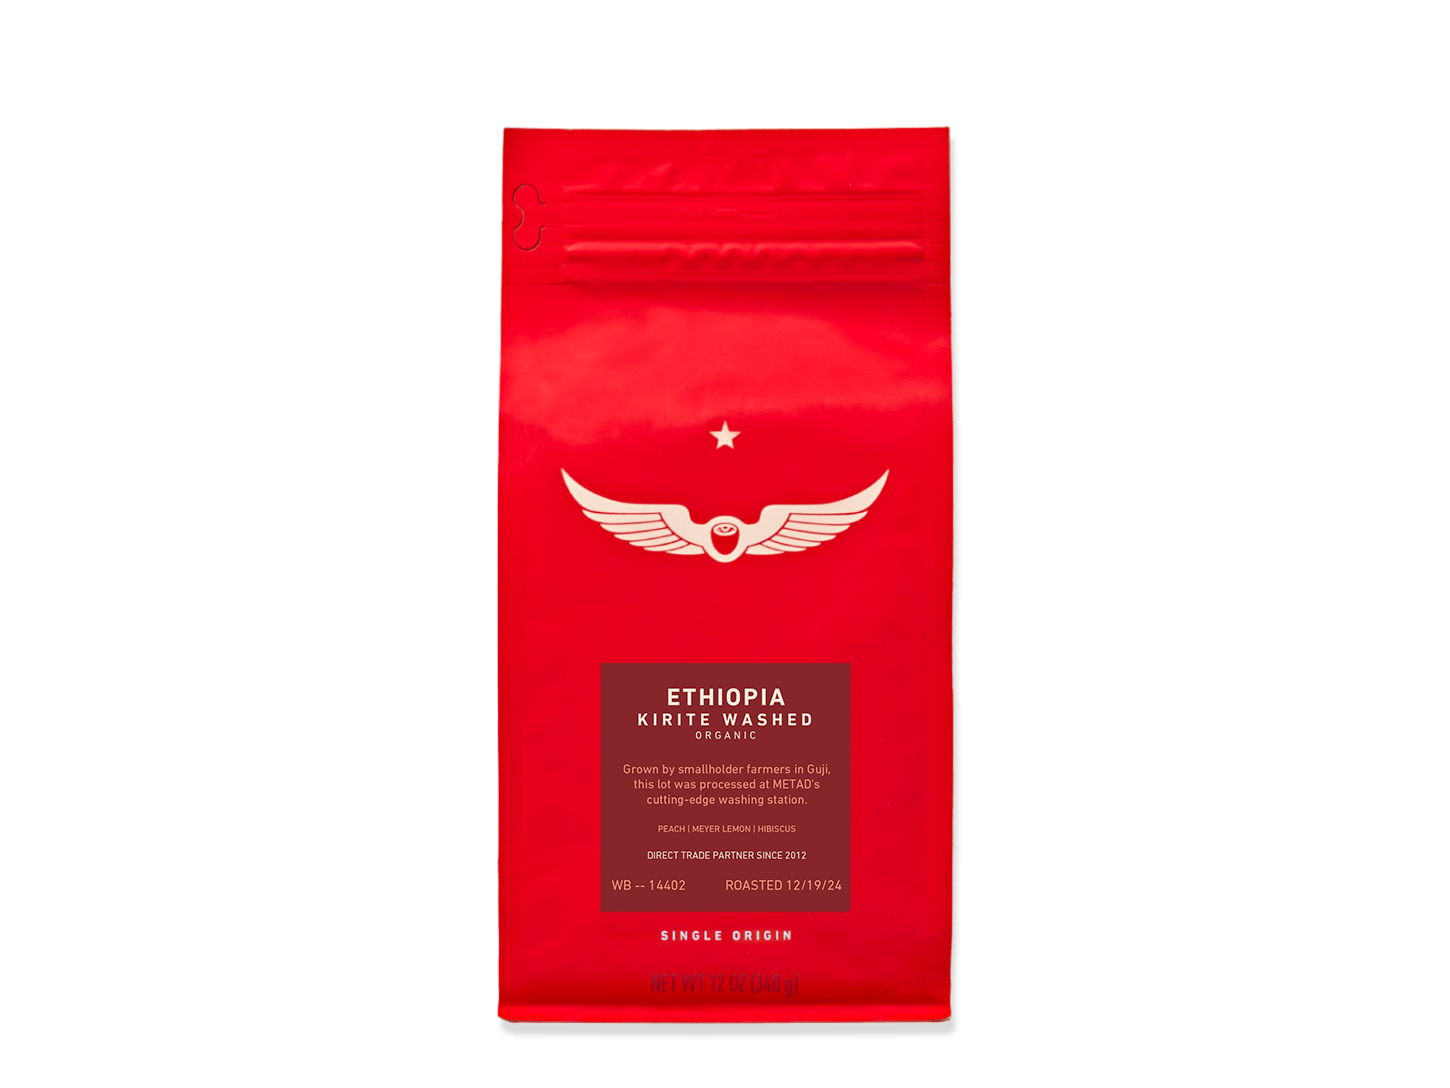 ETHIOPIA
KIRITE WASHED
ORGANIC
Grown by smallholder farmers in Guji,
this lot was processed at METAD's
cutting-edge washing station.
PEACH | MEYER LEMON | HIBISCUS
DIRECT TRADE PARTNER SINCE 2012
WB -- 14402 ROASTED 12/19/24
SINGLE ORIGIN
NET WT 12 OZ (340 g)